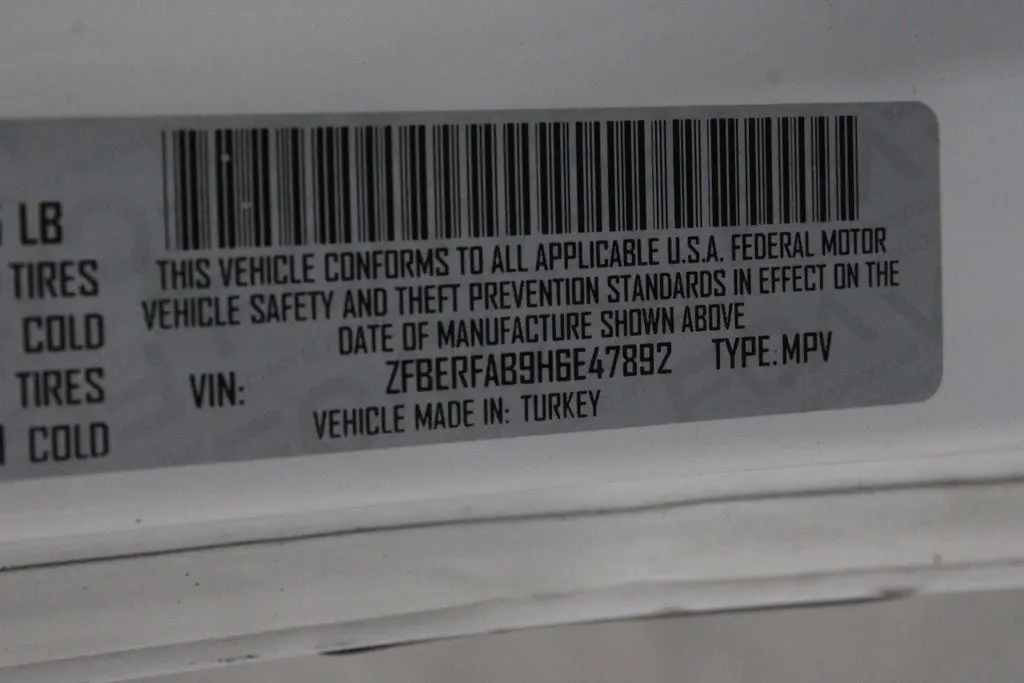 LB
TIRES
COLD
TIRES
COLD
THIS VEHICLE CONFORMS TO ALL APPLICABLE U.S.A. FEDERAL MOTOR
VEHICLE SAFETY AND THEFT PREVENTION STANDARDS IN EFFECT ON THE
DATE OF MANUFACTURE SHOWN ABOVE
VIN: ZFBERFAB9H6E47892 TYPE: MPV
VEHICLE MADE IN: TURKEY